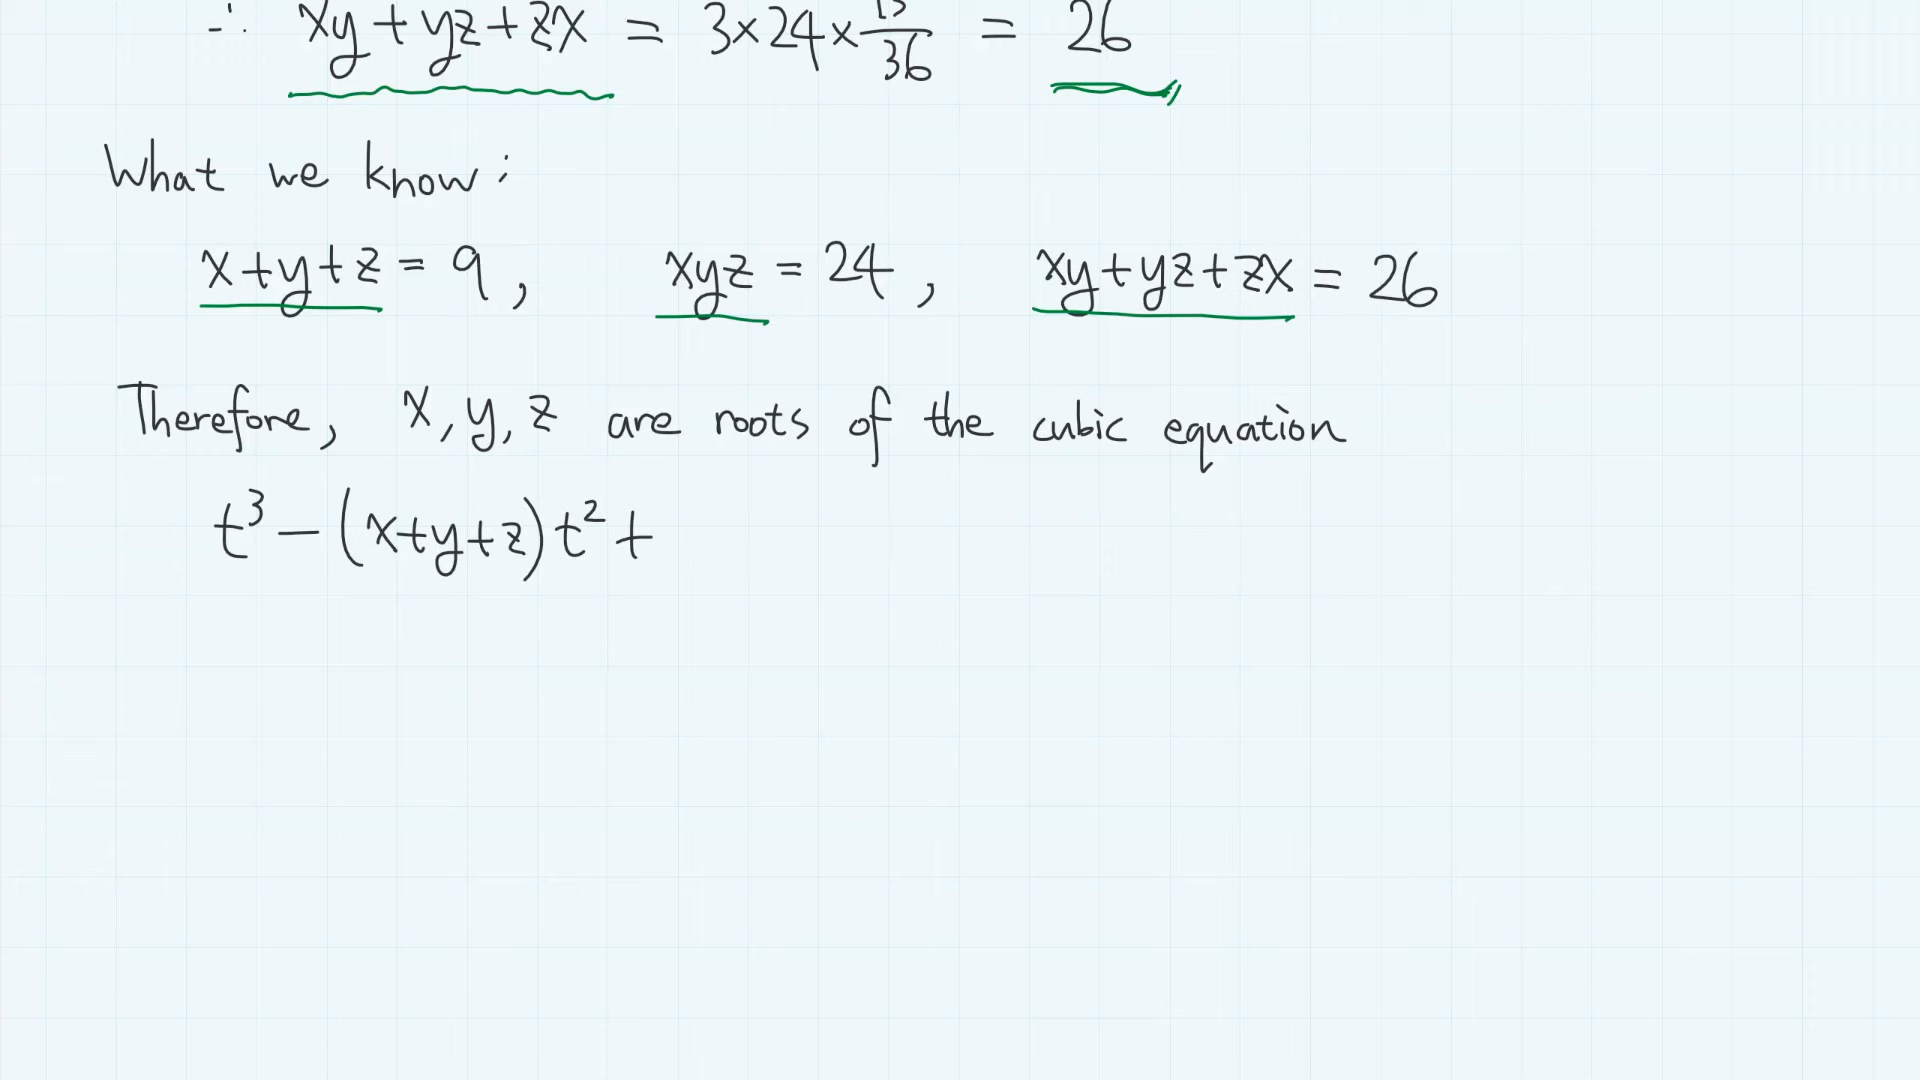 ∴ xy+yz+zx = 3×24×13/36 = 26
What we know:
x+y+z = 9, xyz = 24, xy+yz+zx = 26
Therefore, x, y, z are roots of the cubic equation
t³ − (x+y+z)t² +